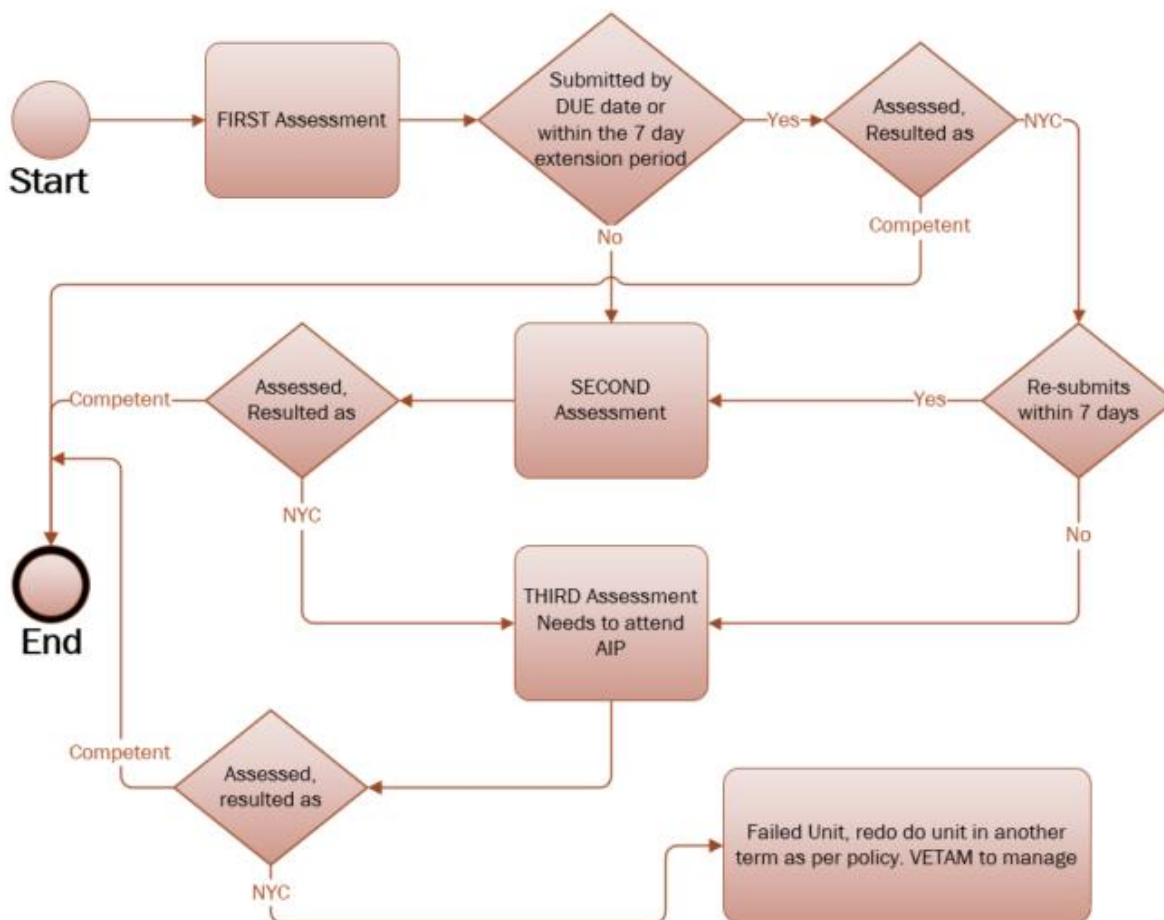 Start
FIRST Assessment
Submitted by
DUE date or
within the 7 day
extension period
Yes
Assessed,
Resulted as
NYC
No
Competent
Competent
Assessed,
Resulted as
SECOND
Assessment
Yes
Re-submits
within 7 days
NYC
No
End
THIRD Assessment
Needs to attend
AIP
Competent
Assessed,
resulted as
NYC
Failed Unit, redo do unit in another
term as per policy. VETAM to manage